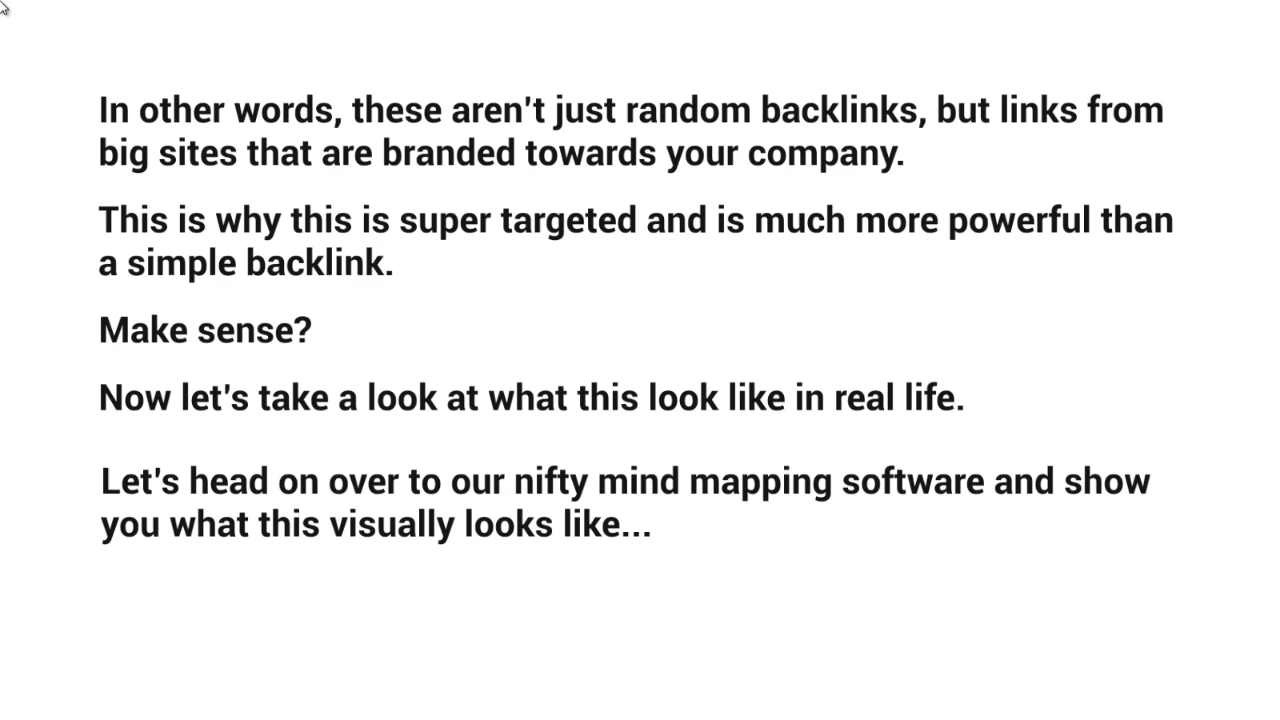 In other words, these aren't just random backlinks, but links from
big sites that are branded towards your company.
This is why this is super targeted and is much more powerful than
a simple backlink.
Make sense?
Now let's take a look at what this look like in real life.
Let's head on over to our nifty mind mapping software and show
you what this visually looks like...